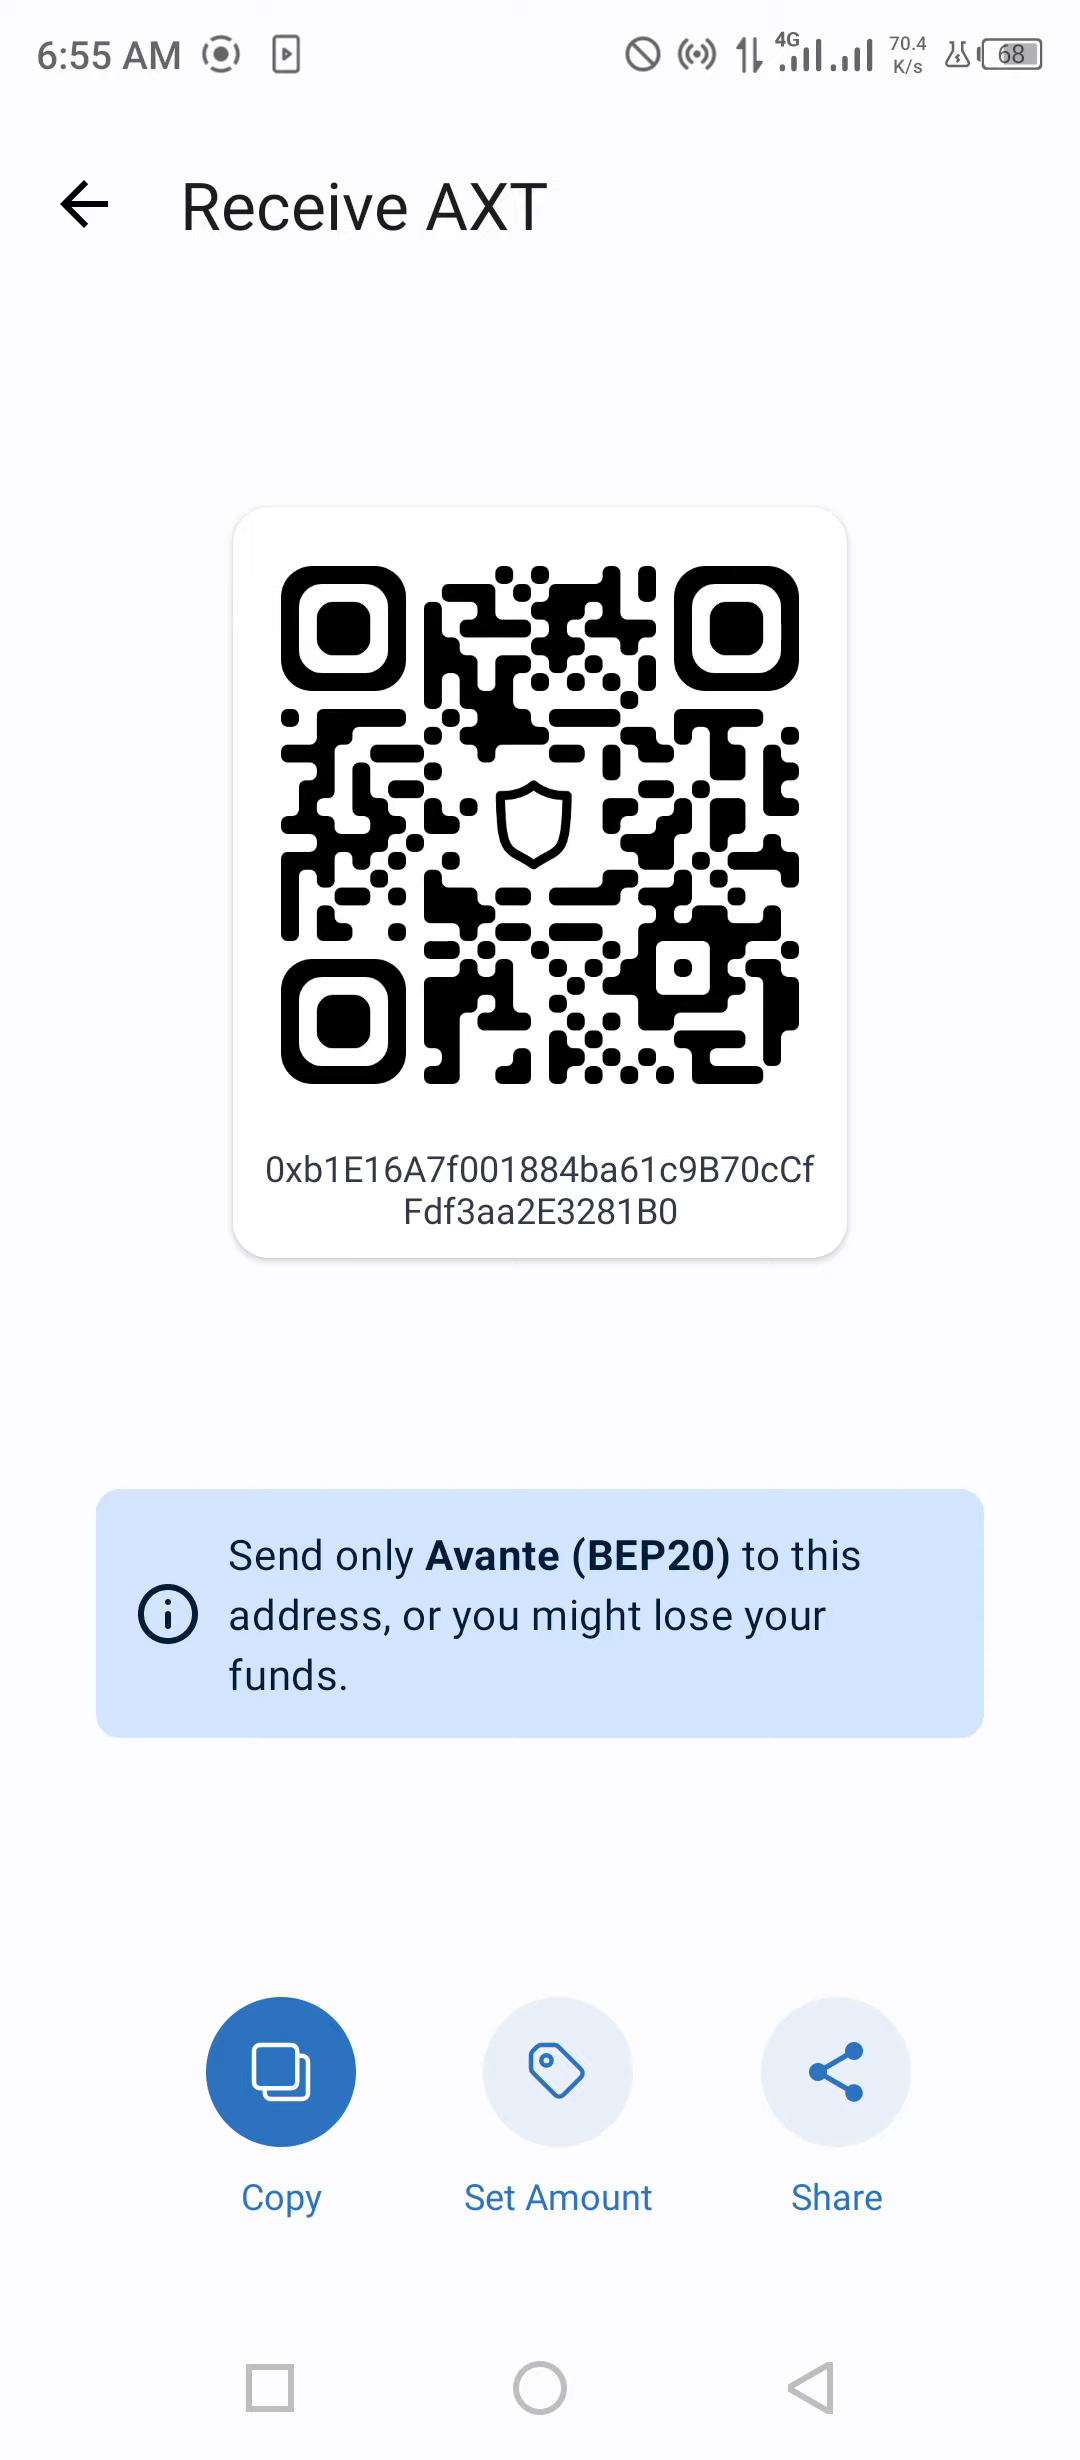 6:55 AM
4G
70.4
K/s
68
Receive AXT
0xb1E16A7f001884ba61c9B70cCf
Fdf3aa2E3281B0
Send only Avante (BEP20) to this
address, or you might lose your
funds.
Copy
Set Amount
Share